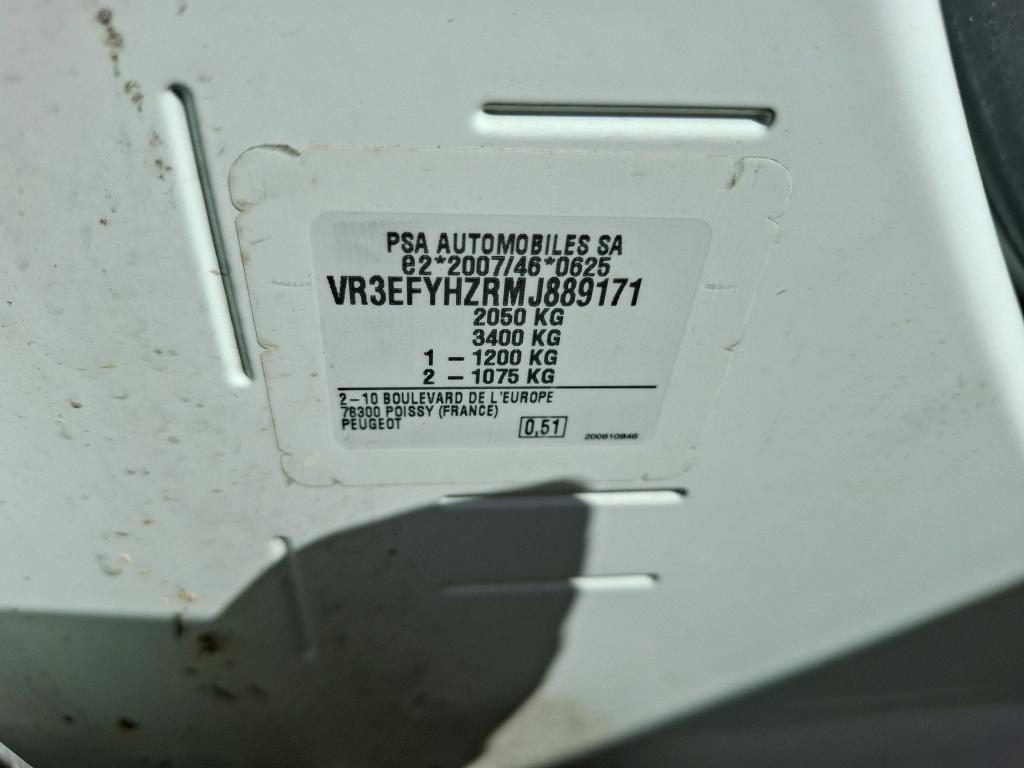 PSA AUTOMOBILES SA
e2*2007/46*0625
VR3EFYHZRMJ889171
2050 KG
3400 KG
1 - 1200 KG
2 - 1075 KG
2-10 BOULEVARD DE L'EUROPE
78300 POISSY (FRANCE)
PEUGEOT
0,51
200610846